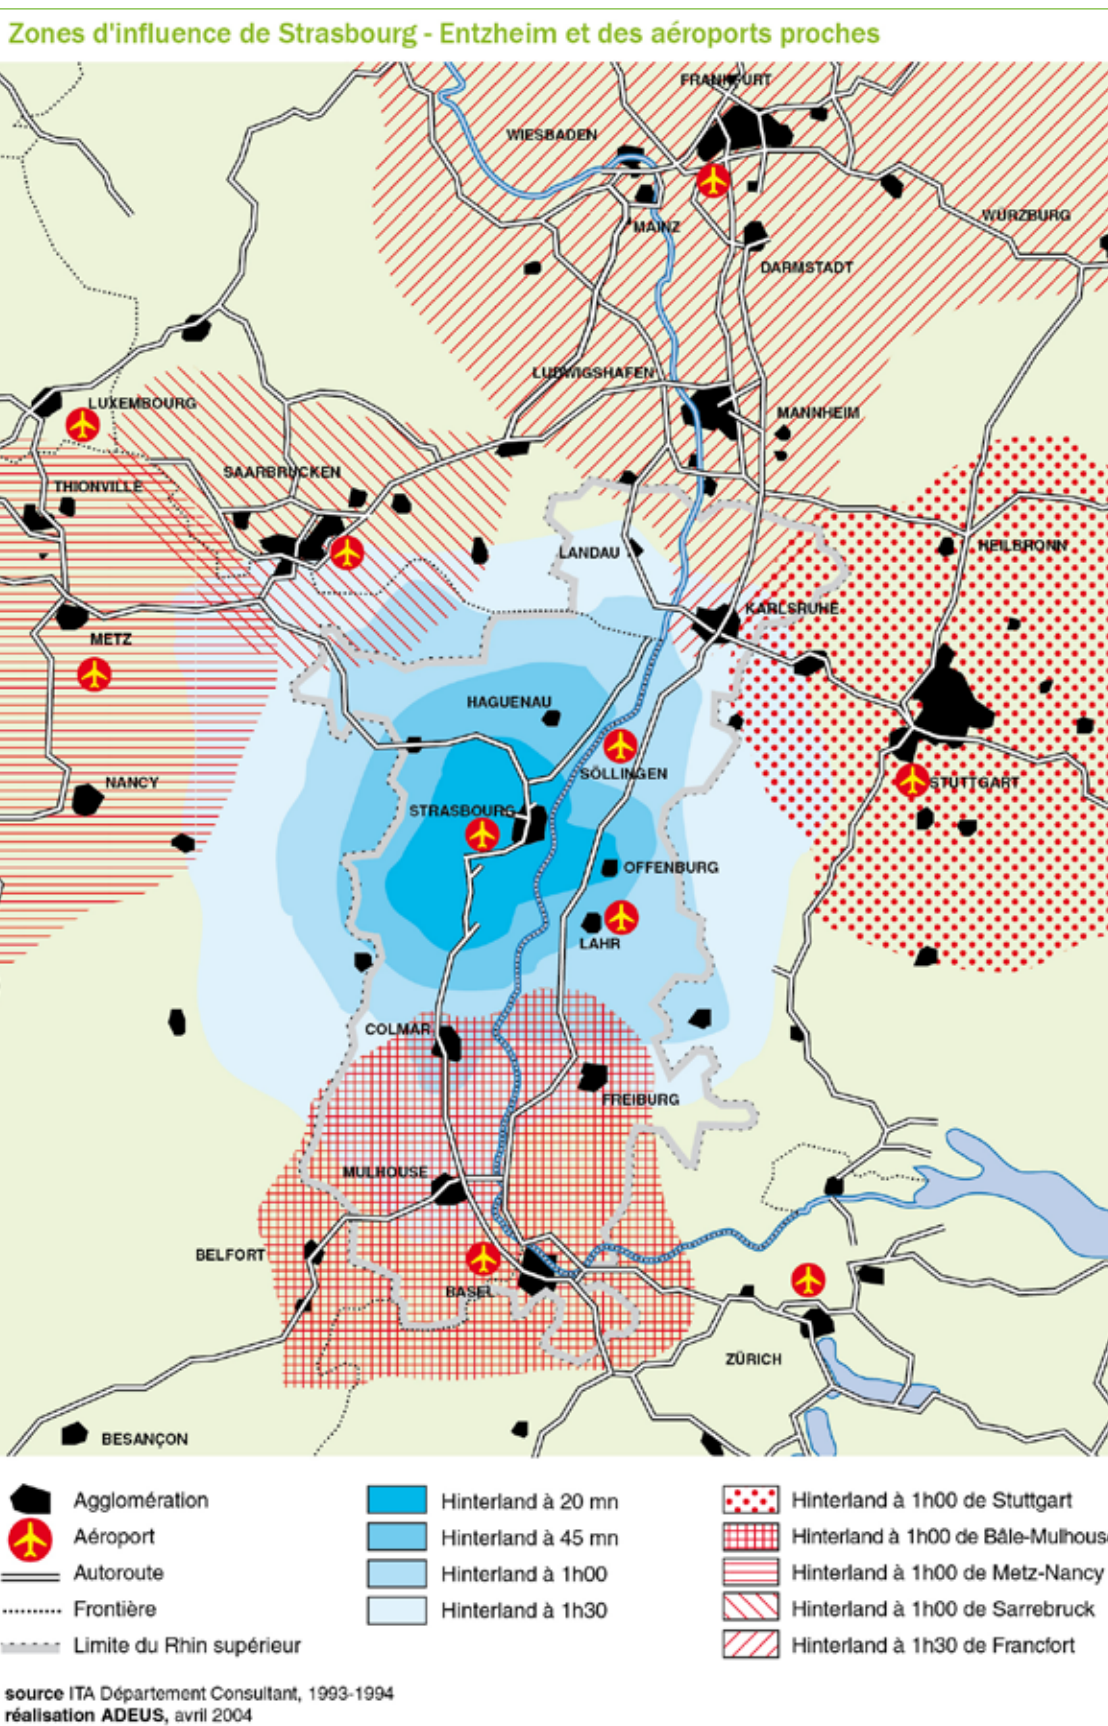 Zones d'influence de Strasbourg - Entzheim et des aéroports proches
FRANKFURT
WIESBADEN
WÜRZBURG
MAINZ
DARMSTADT
LUDWIGSHAFEN
LUXEMBOURG
MANNHEIM
SAARBRUCKEN
THIONVILLE
HEILBRONN
LANDAU
KARLSRUHE
METZ
HAGUENAU
SÖLLINGEN
NANCY
STUTTGART
STRASBOURG
OFFENBURG
LAHR
COLMAR
FREIBURG
MULHOUSE
BELFORT
BASEL
ZÜRICH
BESANÇON
Agglomération
Aéroport
Autoroute
Frontière
Limite du Rhin supérieur
Hinterland à 20 mn
Hinterland à 45 mn
Hinterland à 1h00
Hinterland à 1h30
Hinterland à 1h00 de Stuttgart
Hinterland à 1h00 de Bâle-Mulhouse
Hinterland à 1h00 de Metz-Nancy
Hinterland à 1h00 de Sarrebruck
Hinterland à 1h30 de Francfort
source ITA Département Consultant, 1993-1994
réalisation ADEUS, avril 2004